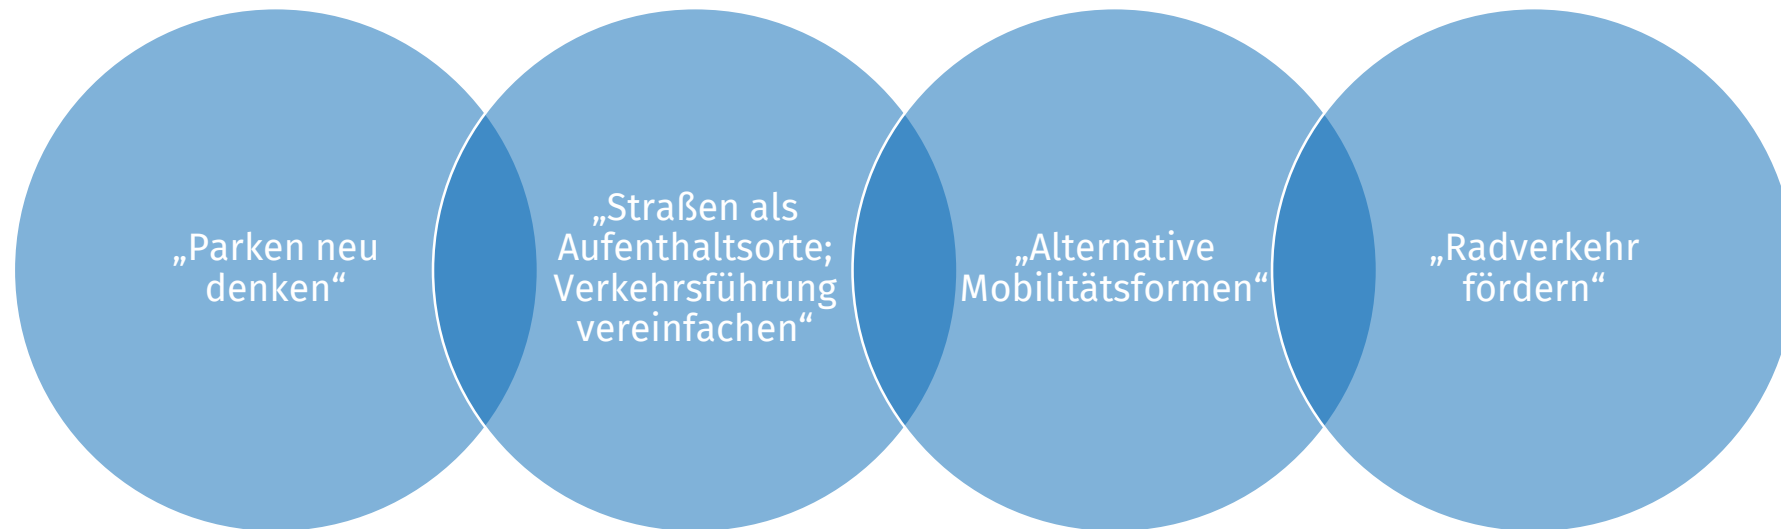 „Parken neu
denken“
„Straßen als
Aufenthaltsorte;
Verkehrsführung
vereinfachen“
„Alternative
Mobilitätsformen“
„Radverkehr
fördern“